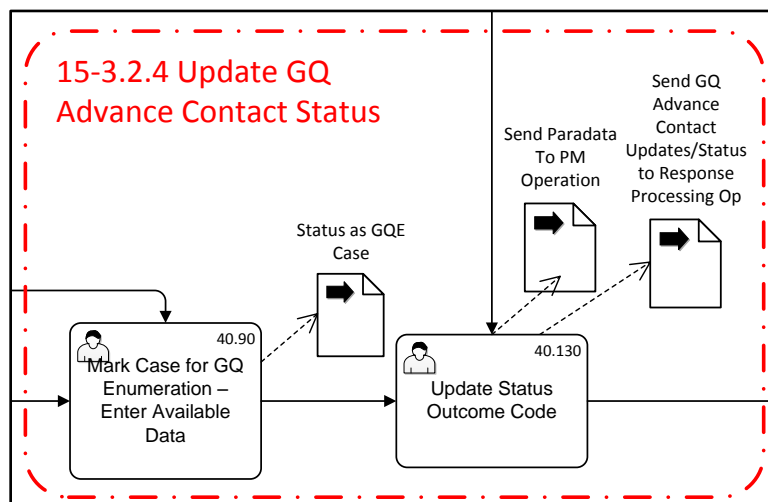 15-3.2.4 Update GQ
Advance Contact Status
Send GQ
Advance
Contact
Updates/Status
to Response
Processing Op
Send Paradata
To PM
Operation
Status as GQE
Case
40.90
Mark Case for GQ
Enumeration –
Enter Available
Data
40.130
Update Status
Outcome Code